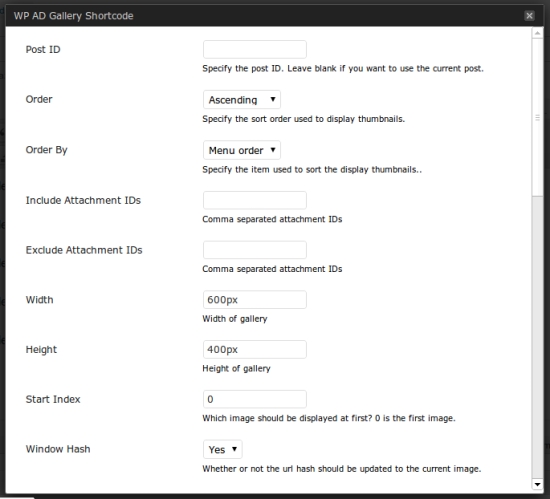 WP AD Gallery Shortcode
Post ID
Specify the post ID. Leave blank if you want to use the current post.
Order
Ascending
Specify the sort order used to display thumbnails.
Order By
Menu order
Specify the item used to sort the display thumbnails..
Include Attachment IDs
Comma separated attachment IDs
Exclude Attachment IDs
Comma separated attachment IDs
Width
600px
Width of gallery
Height
400px
Height of gallery
Start Index
0
Which image should be displayed at first? 0 is the first image.
Window Hash
Yes
Whether or not the url hash should be updated to the current image.